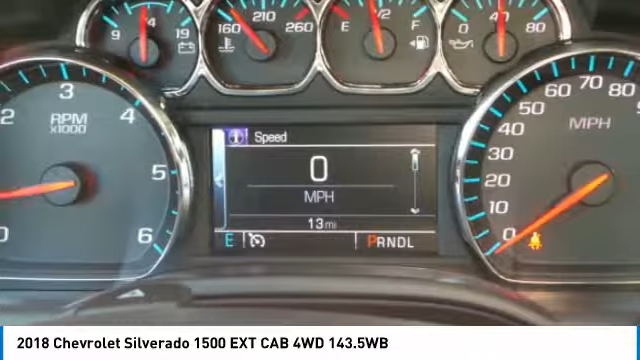 9 14 19
160 210 260
E 1/2 F
0 40 80
2 3 4 5 6
RPM
x1000
0
Speed
0
MPH
13mi
E
PRNDL
MPH
0 10 20 30 40 50 60 70 80
2018 Chevrolet Silverado 1500 EXT CAB 4WD 143.5WB